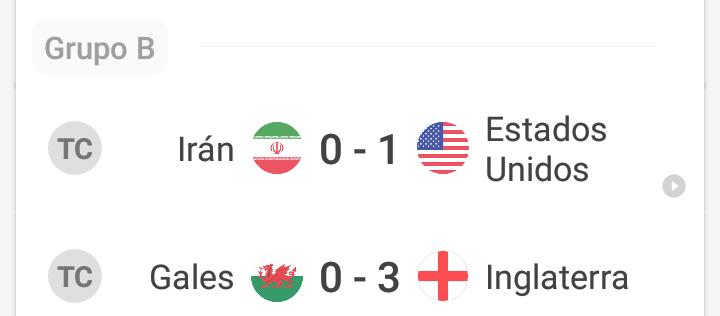 Grupo B
TC Irán 0 - 1 Estados
Unidos
TC Gales 0 - 3 Inglaterra